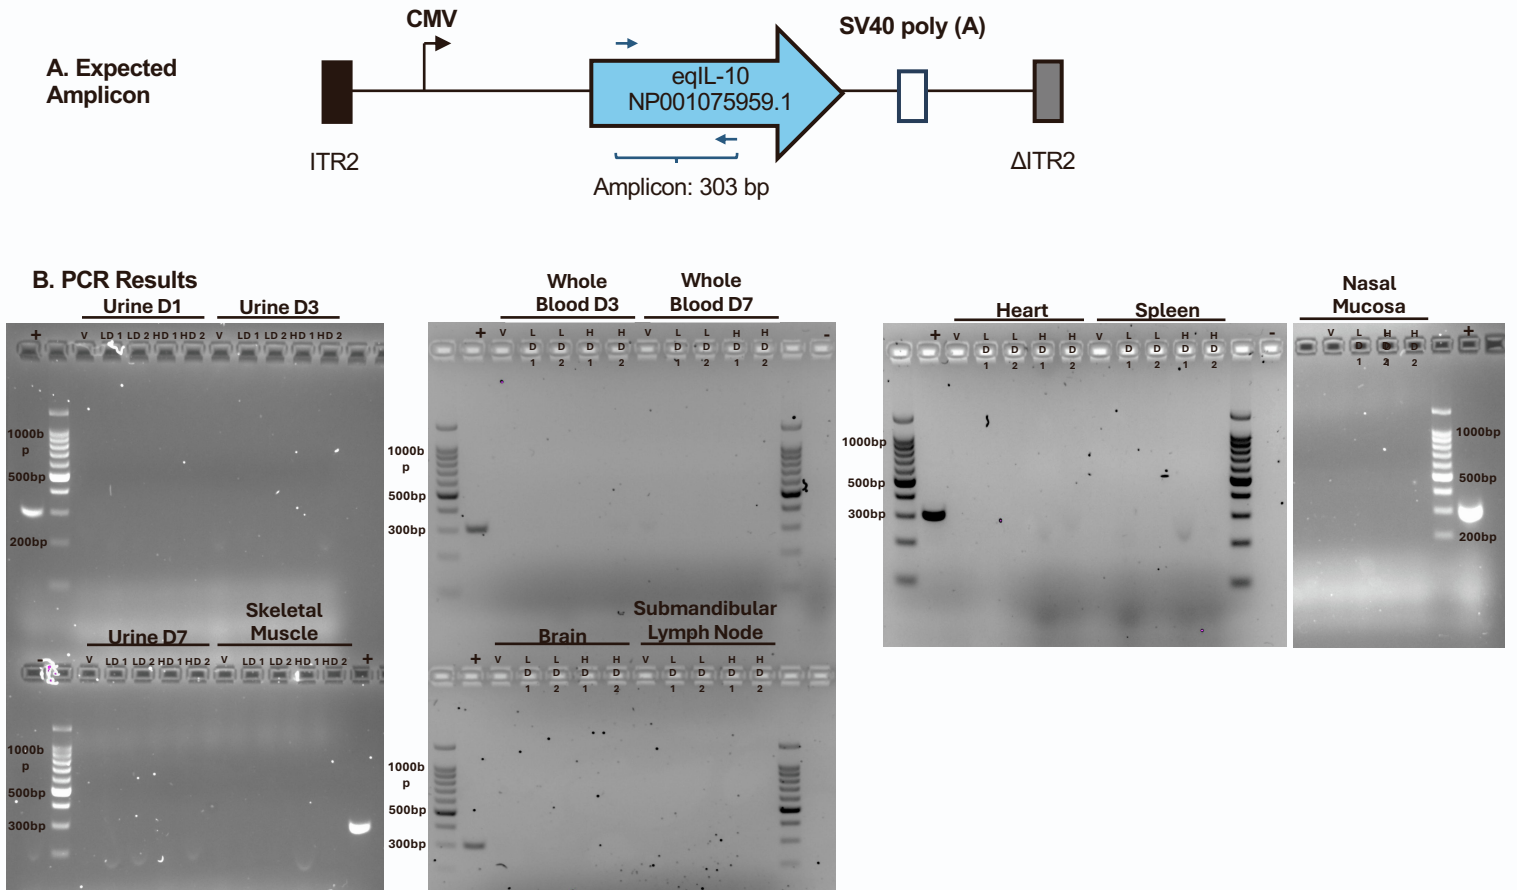 CMV
SV40 poly (A)
A. Expected
Amplicon
eqIL-10
NP001075959.1
ITR2
ΔITR2
Amplicon: 303 bp
B. PCR Results
Urine D1
Urine D3
+ V LD 1 LD 2 HD 1 HD 2 V LD 1 LD 2 HD 1 HD 2
1000b
p
500bp
200bp
Urine D7
Skeletal
Muscle
- V LD 1 LD 2 HD 1 HD 2 V LD 1 LD 2 HD 1 HD 2 +
1000b
p
500bp
300bp
Whole
Blood D3
Whole
Blood D7
+ V L L H H V L L H H -
D D D D D D D D
1 2 1 2 1 2 1 2
1000b
p
500bp
300bp
Brain
Submandibular
Lymph Node
+ V L L H H V L L H H
D D D D D D D D
1 2 1 2 1 2 1 2
1000b
p
500bp
300bp
Heart
Spleen
+ V L L H H V L L H H -
D D D D D D D D
1 2 1 2 1 2 1 2
1000bp
500bp
300bp
Nasal
Mucosa
V L H H +
D D D
1 2
1000bp
500bp
200bp